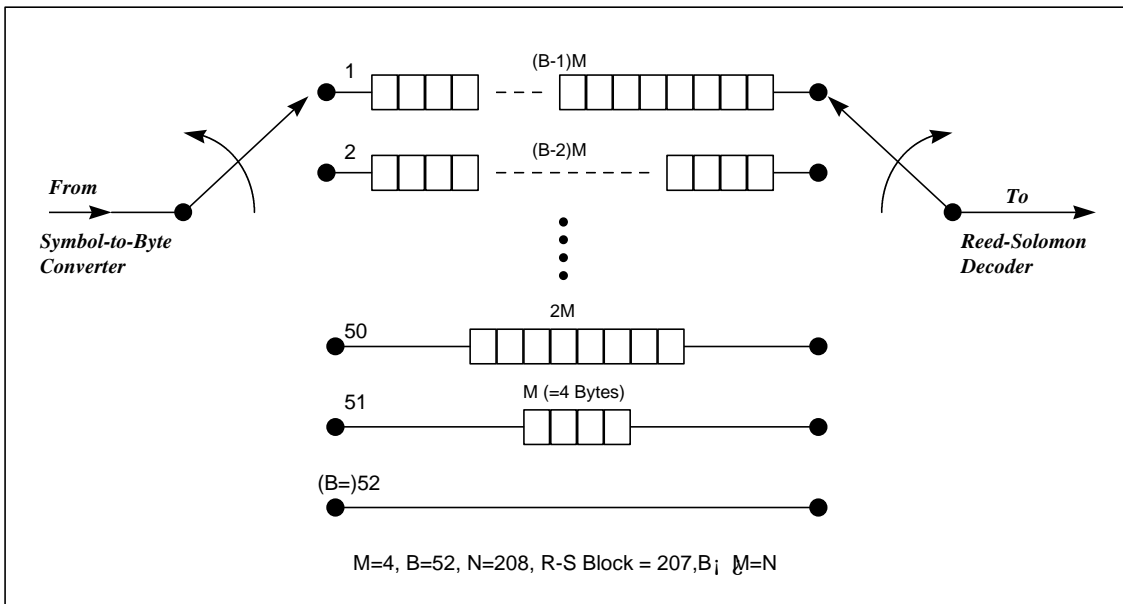 1
(B-1)M
2
(B-2)M
From
To
Symbol-to-Byte
Converter
Reed-Solomon
Decoder
2M
50
M (=4 Bytes)
51
(B=)52
M=4, B=52, N=208, R-S Block = 207,B¡ M=N